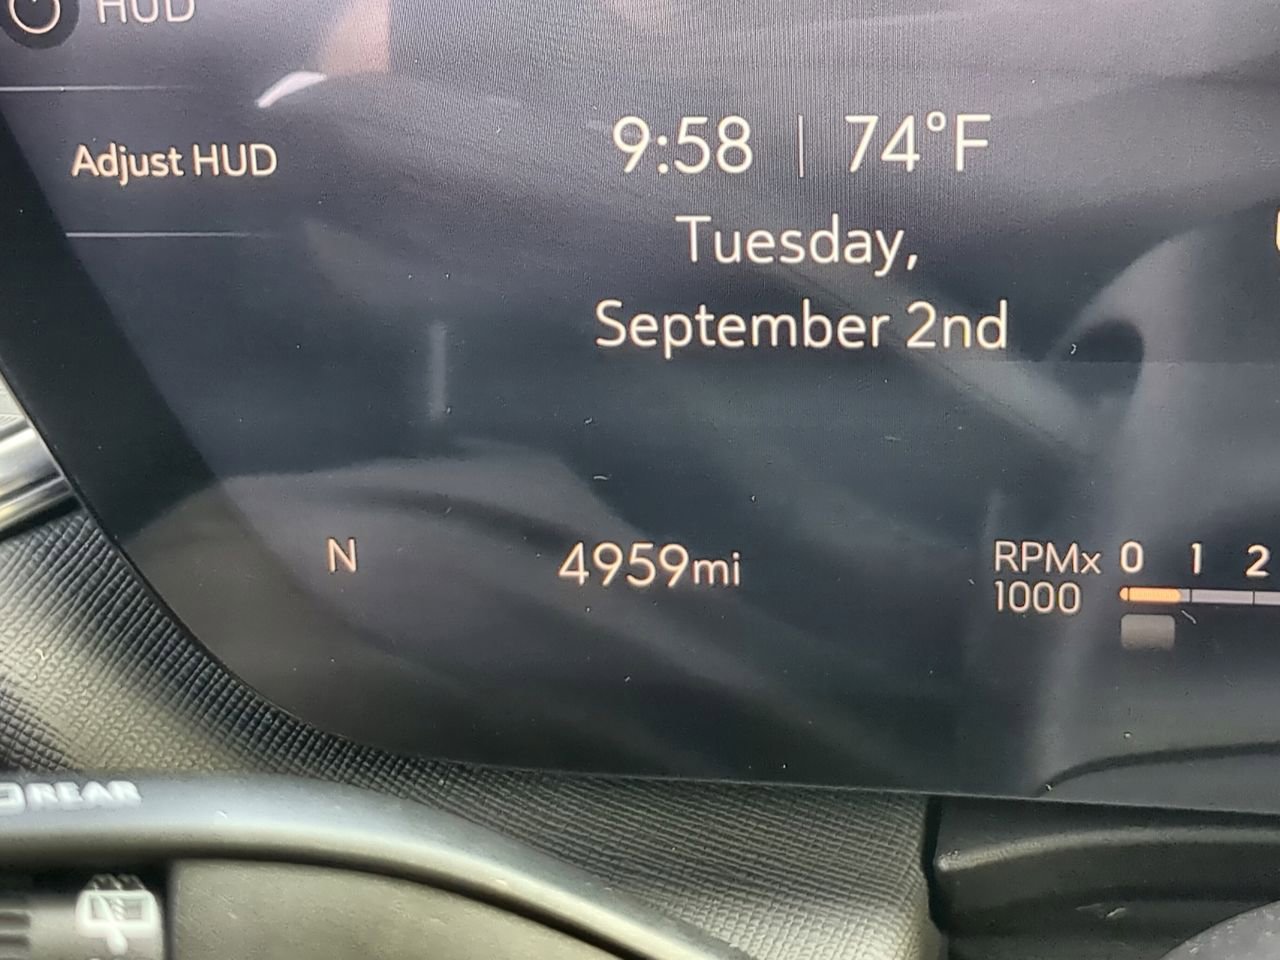 HUD
Adjust HUD
9:58 | 74°F
Tuesday,
September 2nd
N
4959mi
RPMx 0 1 2
1000
REAR